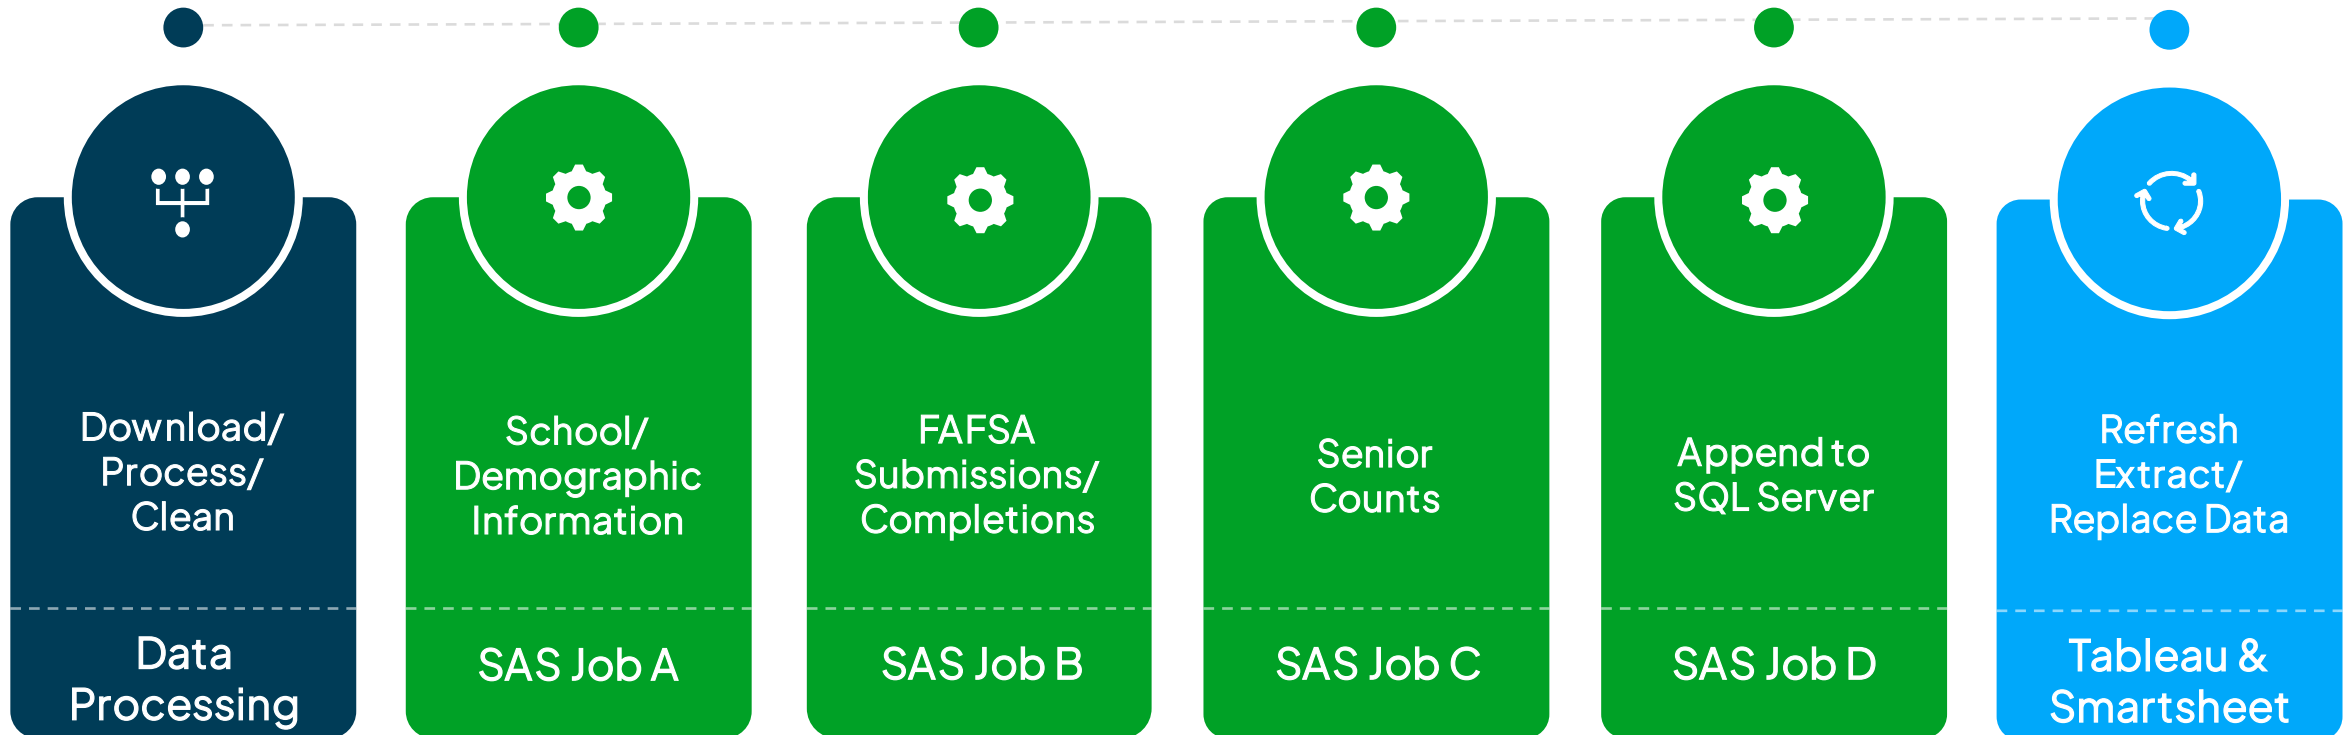 Download/
Process/
Clean
Data
Processing
School/
Demographic
Information
SAS Job A
FAFSA
Submissions/
Completions
SAS Job B
Senior
Counts
SAS Job C
Append to
SQL Server
SAS Job D
Refresh
Extract/
Replace Data
Tableau &
Smartsheet